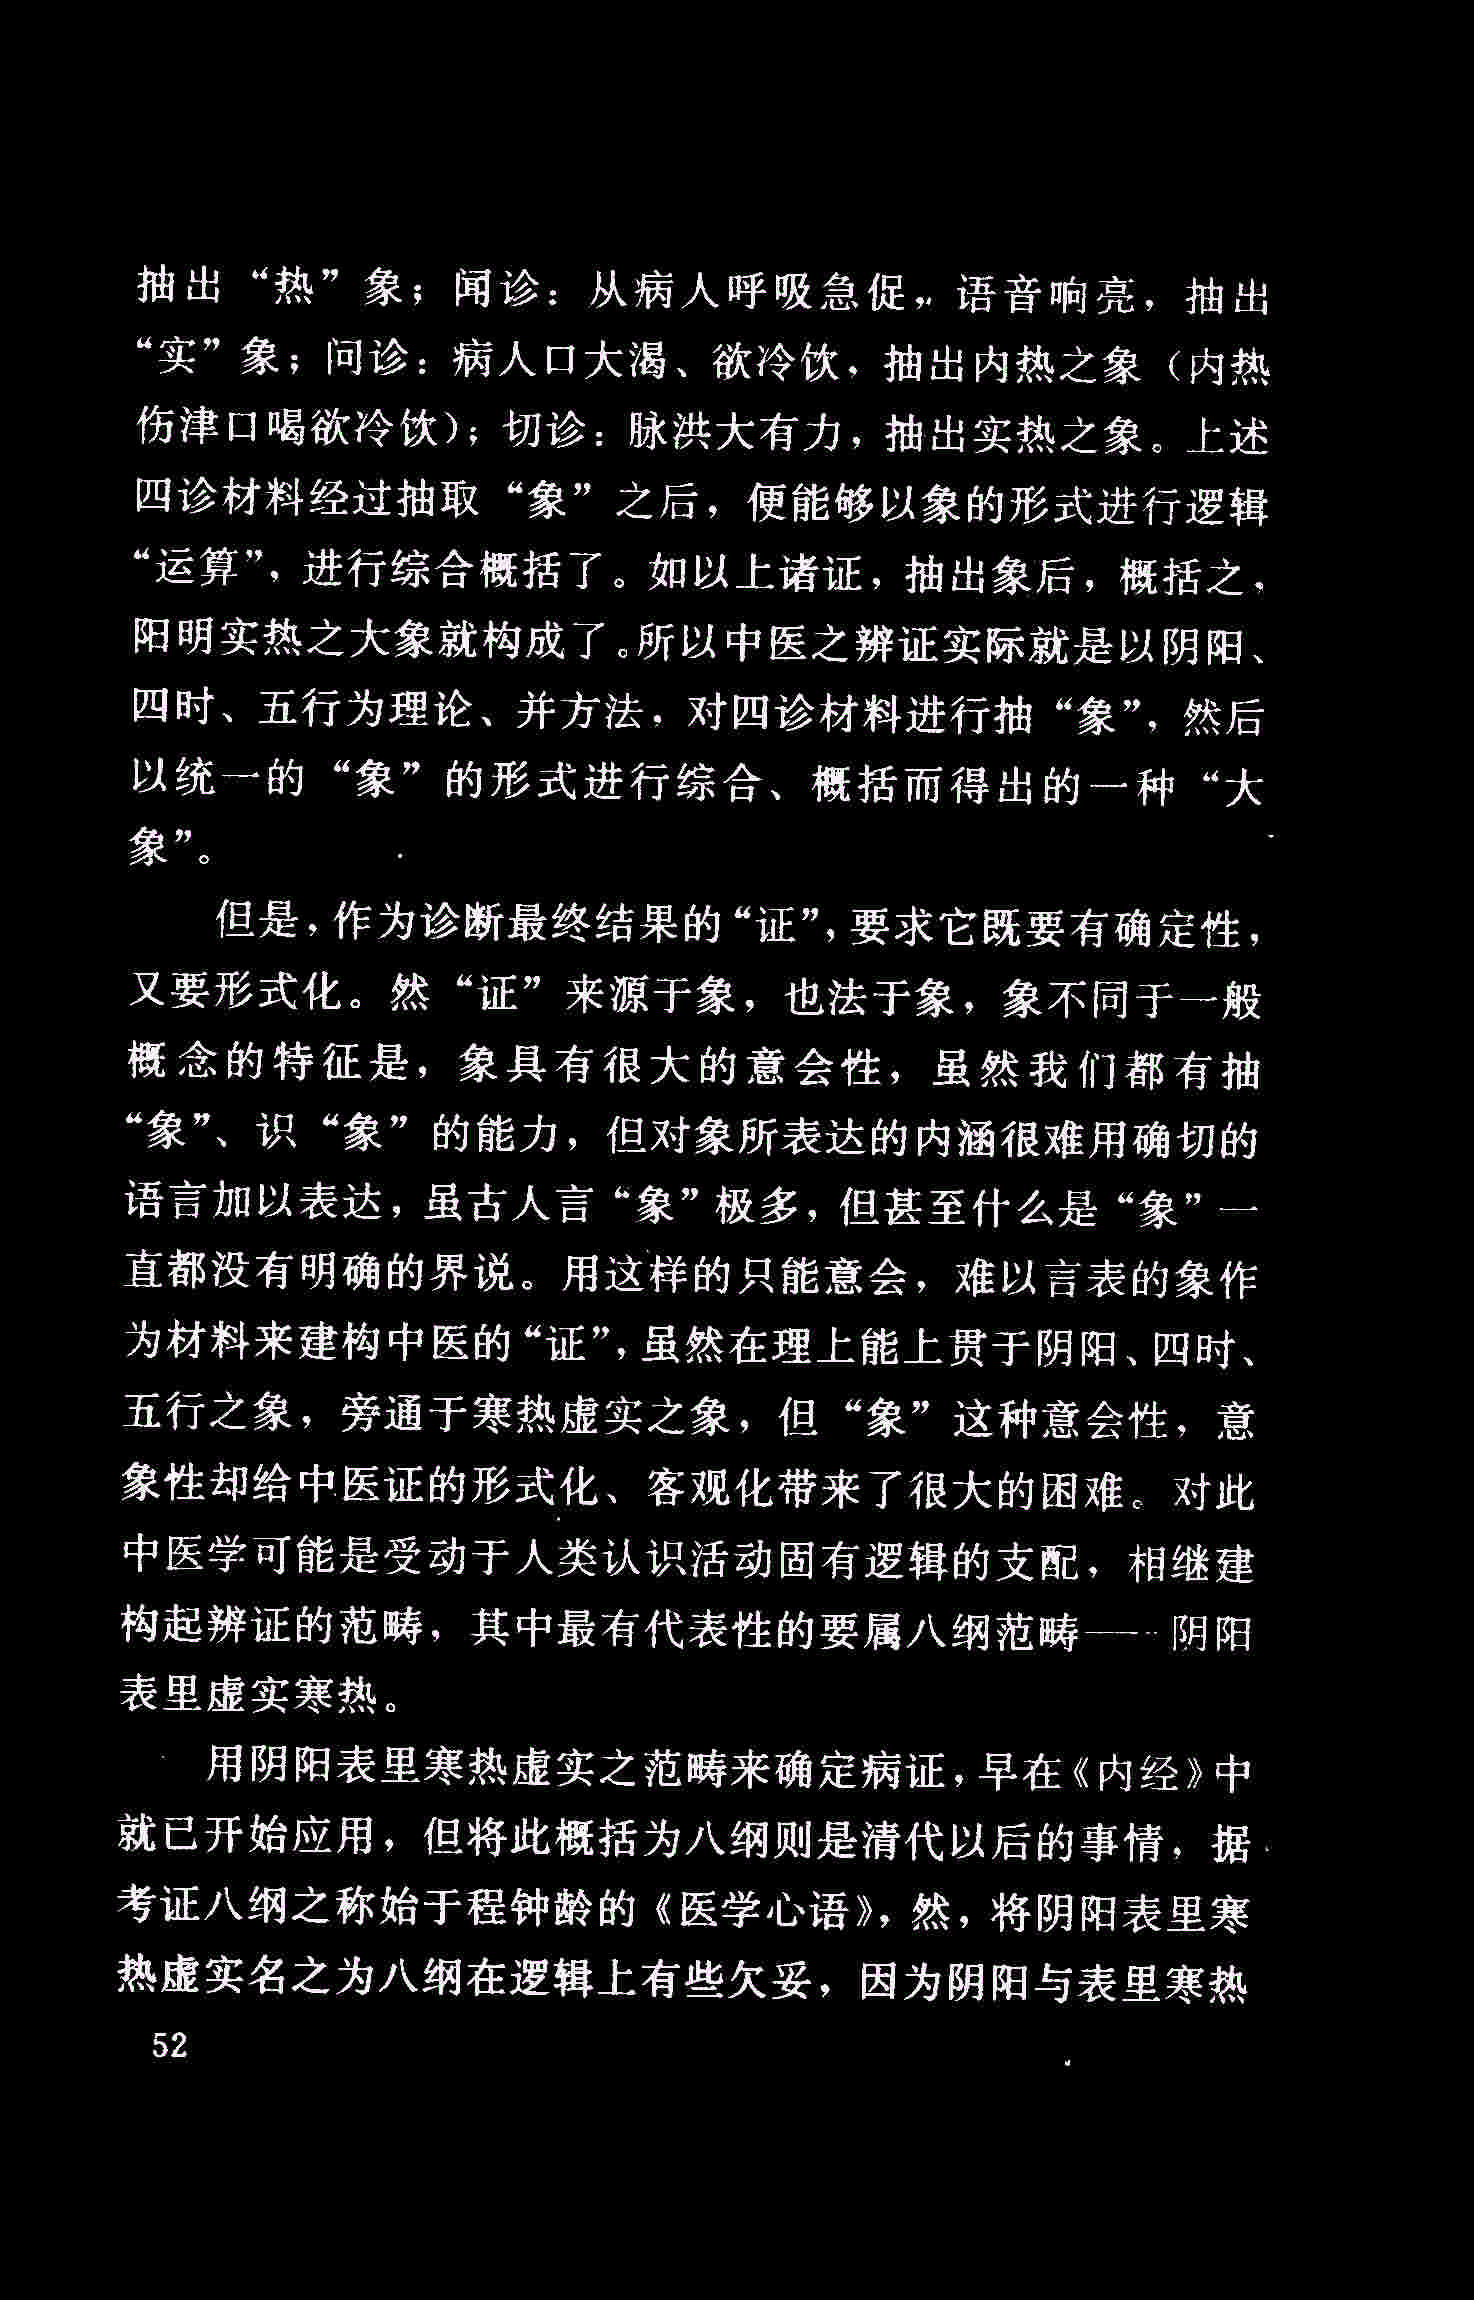 抽出“热”象；闻诊：从病人呼吸急促，语音响亮，抽出
“实”象；问诊：病人口大渴、欲冷饮，抽出内热之象（内热
伤津口喝欲冷饮）；切诊：脉洪大有力，抽出实热之象。上述
四诊材料经过抽取“象”之后，便能够以象的形式进行逻辑
“运算”，进行综合概括了。如以上诸证，抽出象后，概括之，
阳明实热之大象就构成了。所以中医之辨证实际就是以阴阳、
四时、五行为理论、并方法，对四诊材料进行抽“象”，然后
以统一的“象”的形式进行综合、概括而得出的一种“大
象”。
但是，作为诊断最终结果的“证”，要求它既要有确定性，
又要形式化。然“证”来源于象，也法于象，象不同于一般
概念的特征是，象具有很大的意会性，虽然我们都有抽
“象”、识“象”的能力，但对象所表达的内涵很难用确切的
语言加以表达，虽古人言“象”极多，但甚至什么是“象”一
直都没有明确的界说。用这样的只能意会，难以言表的象作
为材料来建构中医的“证”，虽然在理上能上贯于阴阳、四时、
五行之象，旁通于寒热虚实之象，但“象”这种意会性，意
象性却给中医证的形式化、客观化带来了很大的困难。对此
中医学可能是受动于人类认识活动固有逻辑的支配，相继建
构起辨证的范畴，其中最有代表性的要属八纲范畴——阴阳
表里虚实寒热。
用阴阳表里寒热虚实之范畴来确定病证，早在《内经》中
就已开始应用，但将此概括为八纲则是清代以后的事情，据
考证八纲之称始于程钟龄的《医学心语》，然，将阴阳表里寒
热虚实名之为八纲在逻辑上有些欠妥，因为阴阳与表里寒热
52